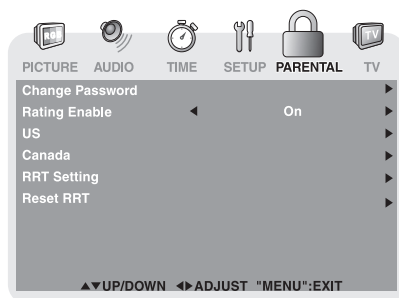 PICTURE AUDIO TIME SETUP PARENTAL TV
Change Password ▶
Rating Enable ◀ On ▶
US ▶
Canada ▶
RRT Setting ▶
Reset RRT ▶
▲▼UP/DOWN ◀▶ADJUST "MENU":EXIT